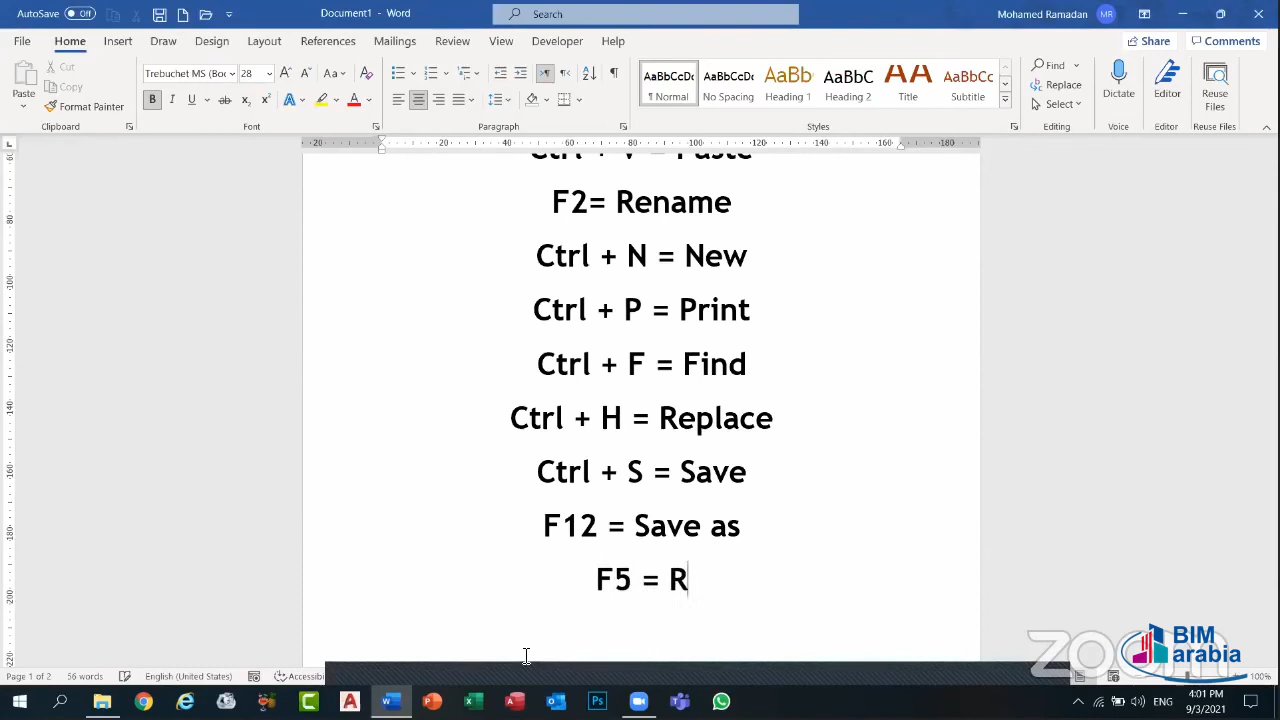 AutoSave Off
Document1 - Word
Search
Mohamed Ramadan MR
File Home Insert Draw Design Layout References Mailings Review View Developer Help Share Comments
Paste
Cut
Copy
Format Painter
Clipboard
Trebuchet MS (Boc 28
Font
Paragraph
AaBbCcDc AaBbCcDc AaBb AaBbC AA AaBbCc
¶ Normal No Spacing Heading 1 Heading 2 Title Subtitle
Styles
Find
Replace
Select
Editing
Dictate
Voice
Editor
Editor
Reuse Files
Reuse Files
Ctrl + V = Paste
F2= Rename
Ctrl + N = New
Ctrl + P = Print
Ctrl + F = Find
Ctrl + H = Replace
Ctrl + S = Save
F12 = Save as
F5 = R
zoom
BIM arabia
Page 1 of 2 56 words English (United States) 100%
ENG
4:01 PM
9/3/2021